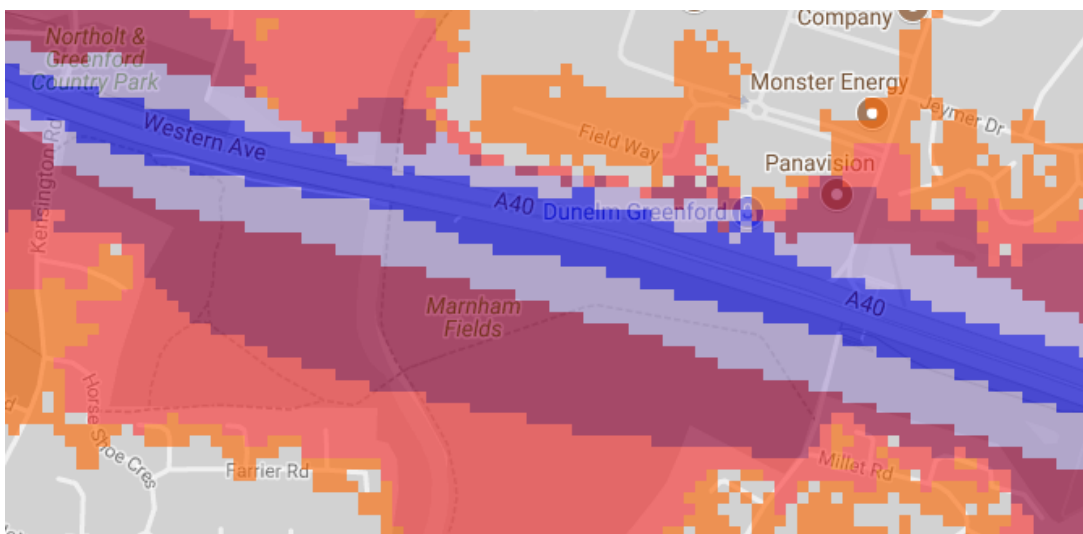 Company
Northolt &
Greenford
Country Park
Monster Energy
Jeymer Dr
Western Ave
Field Way
Panavision
Kensington Rd
A40
Dunelm Greenford
A40
Marnham
Fields
Horse Shoe Cres
Farrier Rd
Millet Rd